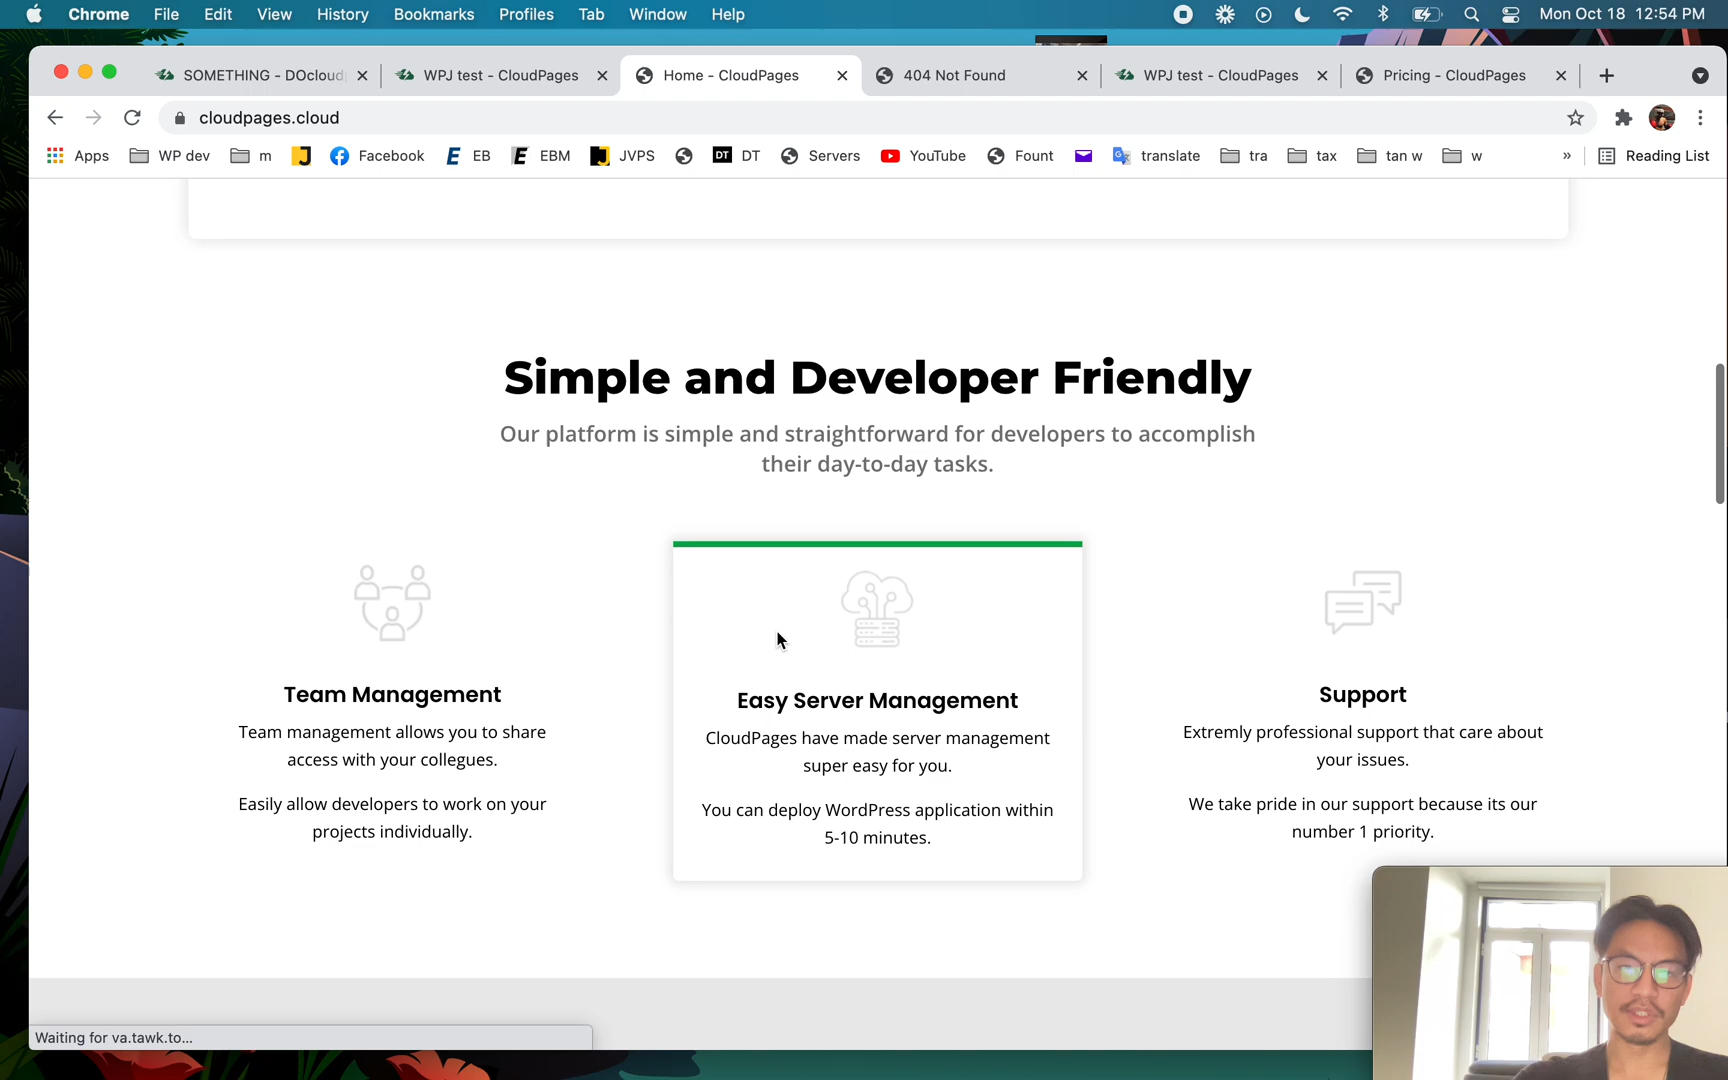 Chrome File Edit View History Bookmarks Profiles Tab Window Help Mon Oct 18 12:54 PM
SOMETHING - DOcloud WPJ test - CloudPages Home - CloudPages 404 Not Found WPJ test - CloudPages Pricing - CloudPages
cloudpages.cloud
Apps WP dev m Facebook EB EBM JVPS DT DT Servers YouTube Fount translate tra tax tan w w » Reading List
Simple and Developer Friendly
Our platform is simple and straightforward for developers to accomplish
their day-to-day tasks.
Team Management
Team management allows you to share
access with your collegues.
Easily allow developers to work on your
projects individually.
Easy Server Management
CloudPages have made server management
super easy for you.
You can deploy WordPress application within
5-10 minutes.
Support
Extremly professional support that care about
your issues.
We take pride in our support because its our
number 1 priority.
Waiting for va.tawk.to...